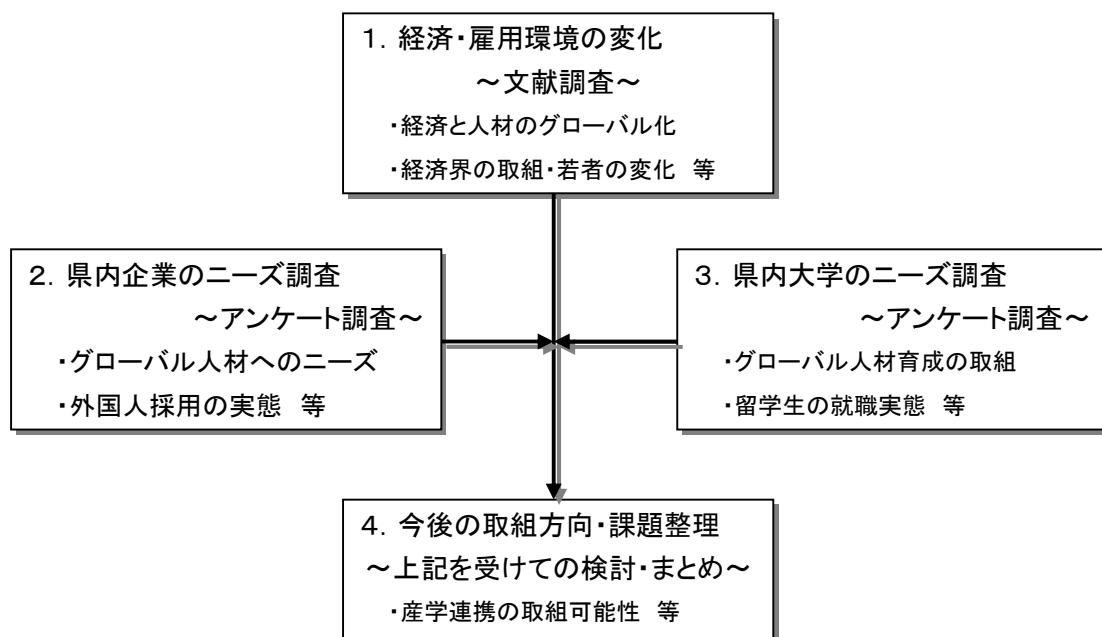 １．経済・雇用環境の変化
～文献調査～
・経済と人材のグローバル化
・経済界の取組・若者の変化　等
２．県内企業のニーズ調査
～アンケート調査～
・グローバル人材へのニーズ
・外国人採用の実態　等
３．県内大学のニーズ調査
～アンケート調査～
・グローバル人材育成の取組
・留学生の就職実態　等
４．今後の取組方向・課題整理
～上記を受けての検討・まとめ～
・産学連携の取組可能性　等